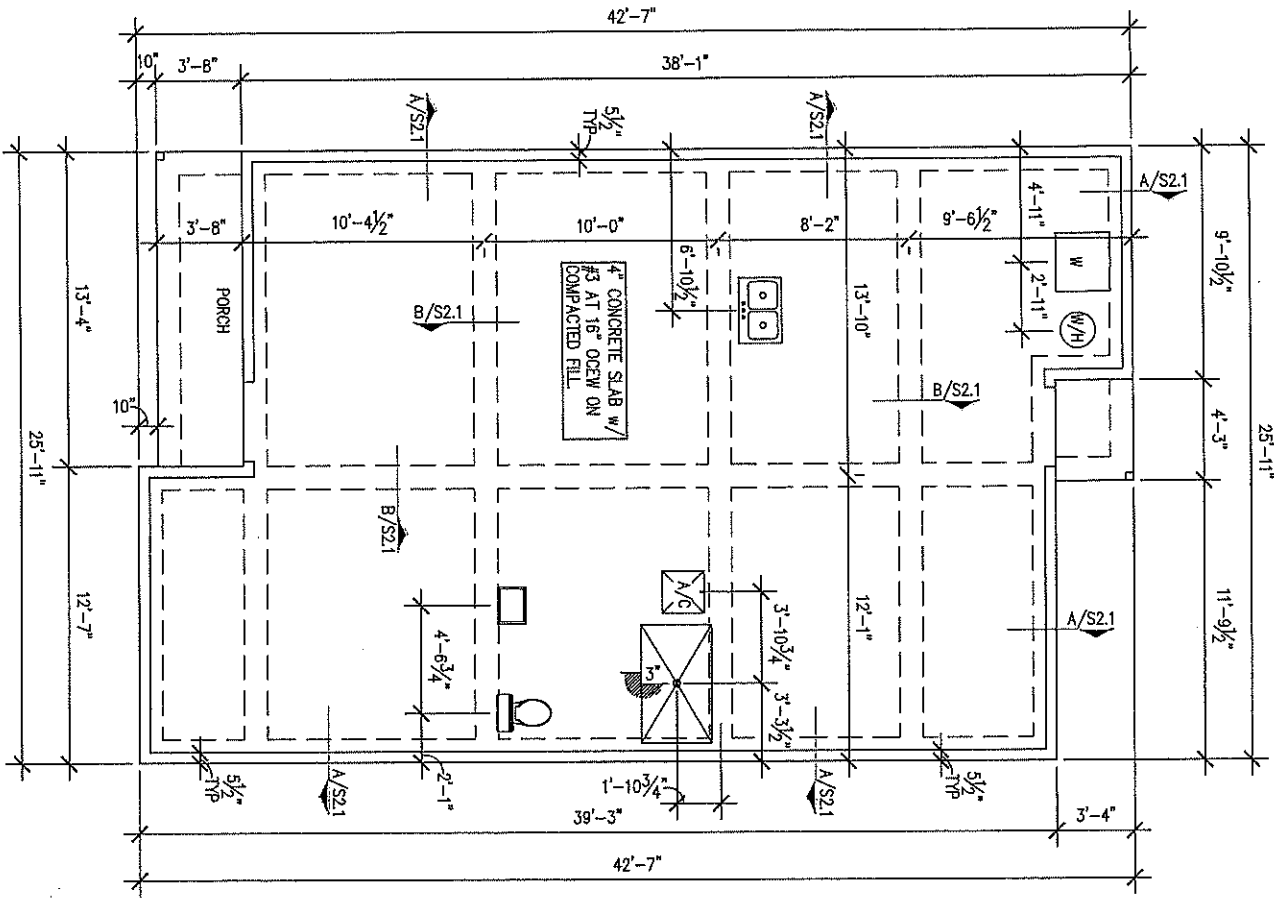 42'-7"
10"
3'-8"
38'-1"
A/S2.1
5½"
TYP
A/S2.1
A/S2.1
4'-11"
9'-10½"
3'-8"
10'-4½"
10'-0"
8'-2"
9'-6½"
W
6'-10½"
2'-11"
13'-4"
PORCH
B/S2.1
4" CONCRETE SLAB w/
#3 AT 16" OCEW ON
COMPACTED FILL
13'-10"
W/H
B/S2.1
10"
4'-3"
25'-11"
25'-11"
B/S2.1
12'-7"
4'-6¾"
A/C
3'-10¾"
12'-1"
11'-9½"
A/S2.1
3"
3'-3½"
5½"
TYP
A/S2.1
2'-1"
1'-10¾"
A/S2.1
5½"
TYP
39'-3"
3'-4"
42'-7"